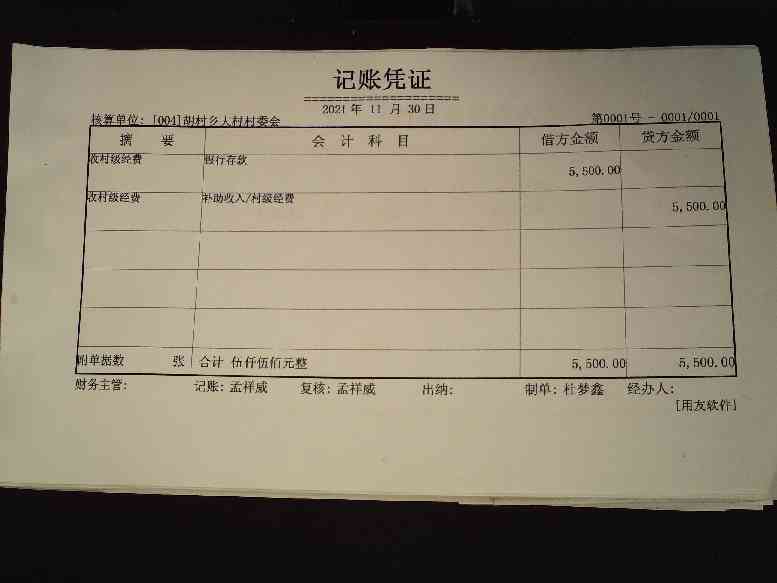 记账凭证
2021 年 11 月 30 日
核算单位: [004]胡村乡人村村委会 第0001号 - 0001/0001
摘 要 会 计 科 目 借方金额 贷方金额
收村级经费 银行存款 5,500.00
收村级经费 补助收入/村级经费 5,500.00
附单据数 张 合计 伍仟伍佰元整 5,500.00 5,500.00
财务主管: 记账: 孟祥威 复核: 孟祥威 出纳: 制单: 杜梦鑫 经办人:
[用友软件]